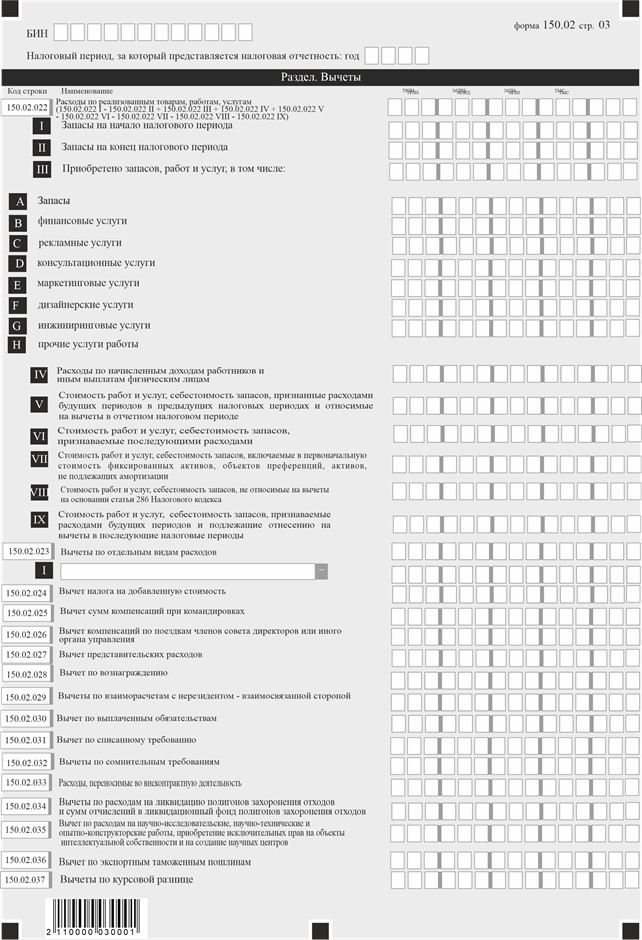 форма 150.02 стр. 03
БИН
Налоговый период, за который представляется налоговая отчетность: год
Раздел. Вычеты
Код строки Наименование
150.02.022 Расходы по реализованным товарам, работам, услугам
(150.02.022 I - 150.02.022 II + 150.02.022 III + 150.02.022 IV + 150.02.022 V
- 150.02.022 VI - 150.02.022 VII - 150.02.022 VIII - 150.02.022 IX)
I Запасы на начало налогового периода
II Запасы на конец налогового периода
III Приобретено запасов, работ и услуг, в том числе:
A Запасы
B финансовые услуги
C рекламные услуги
D консультационные услуги
E маркетинговые услуги
F дизайнерские услуги
G инжиниринговые услуги
H прочие услуги работы
IV Расходы по начисленным доходам работников и
иным выплатам физическим лицам
V Стоимость работ и услуг, себестоимость запасов, признанные расходами
будущих периодов в предыдущих налоговых периодах и относимые
на вычеты в отчетном налоговом периоде
VI Стоимость работ и услуг, себестоимость запасов,
признаваемые последующими расходами
VII Стоимость работ и услуг, себестоимость запасов, включаемые в первоначальную
стоимость фиксированных активов, объектов преференций, активов,
не подлежащих амортизации
VIII Стоимость работ и услуг, себестоимость запасов, не относимые на вычеты
на основании статьи 286 Налогового кодекса
IX Стоимость работ и услуг, себестоимость запасов, признаваемые
расходами будущих периодов и подлежащие отнесению на
вычеты в последующие налоговые периоды
150.02.023 Вычеты по отдельным видам расходов
I
150.02.024 Вычет налога на добавленную стоимость
150.02.025 Вычет сумм компенсаций при командировках
150.02.026 Вычет компенсаций по поездкам членов совета директоров или иного
органа управления
150.02.027 Вычет представительских расходов
150.02.028 Вычет по вознаграждению
150.02.029 Вычеты по взаиморасчетам с нерезидентом - взаимосвязанной стороной
150.02.030 Вычет по выплаченным обязательствам
150.02.031 Вычет по списанному требованию
150.02.032 Вычеты по сомнительным требованиям
150.02.033 Расходы, переносимые во внеконтрактную деятельность
150.02.034 Вычеты по расходам на ликвидацию полигонов захоронения отходов
и сумм отчислений в ликвидационный фонд полигонов захоронения отходов
150.02.035 Вычет по расходам на научно-исследовательские, научно-технические и
опытно-конструкторские работы, приобретение исключительных прав на объекты
интеллектуальной собственности и на создание научных центров
150.02.036 Вычет по экспортным таможенным пошлинам
150.02.037 Вычеты по курсовой разнице
2 110000 030001